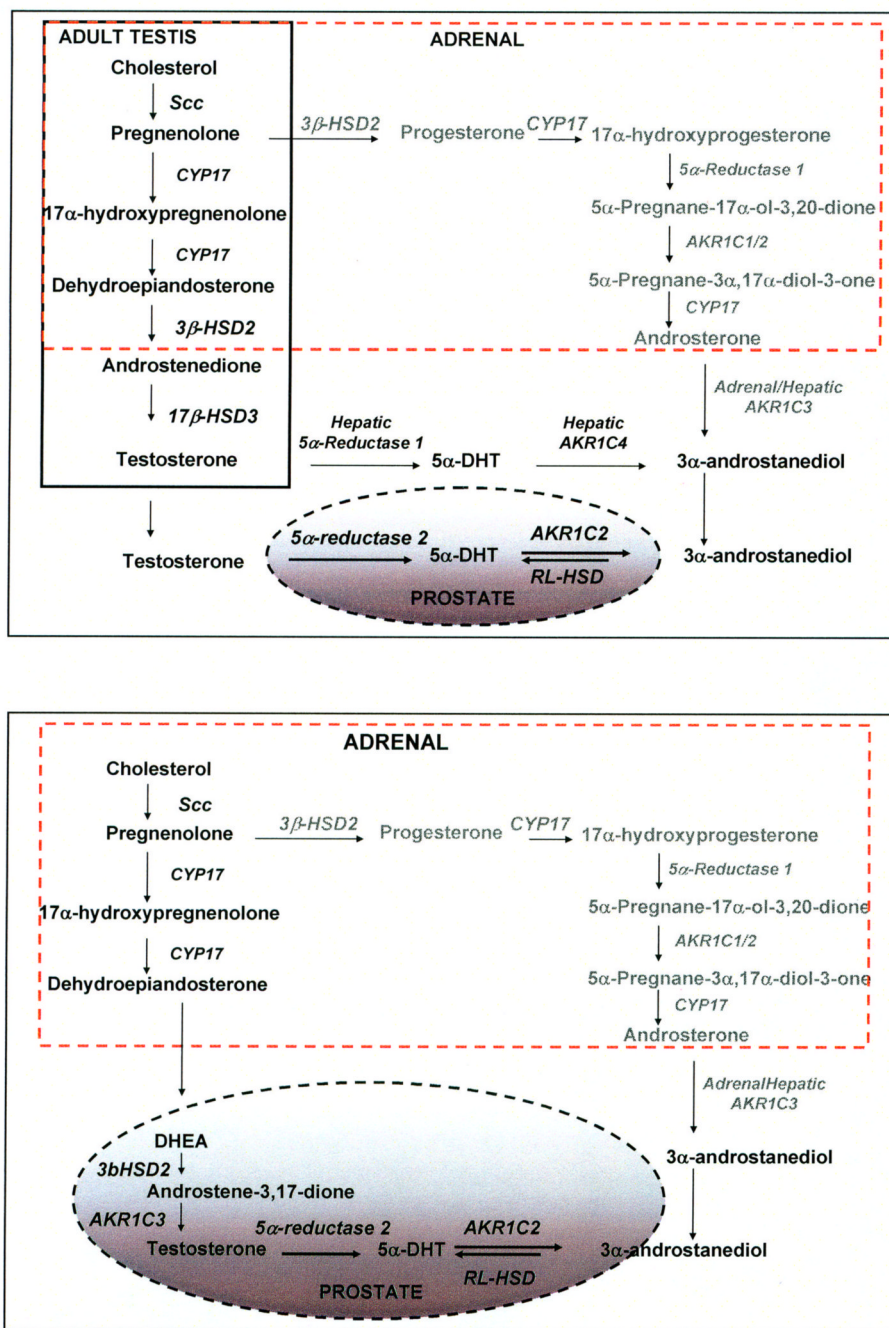 ADULT TESTIS
ADRENAL
Cholesterol
Scc
Pregnenolone
3β-HSD2
Progesterone
CYP17
17α-hydroxyprogesterone
CYP17
5α-Reductase 1
17α-hydroxypregnenolone
5α-Pregnane-17α-ol-3,20-dione
CYP17
AKR1C1/2
Dehydroepiandosterone
5α-Pregnane-3α,17α-diol-3-one
3β-HSD2
CYP17
Androstenedione
Androsterone
17β-HSD3
Adrenal/Hepatic
AKR1C3
Hepatic
5α-Reductase 1
Hepatic
AKR1C4
Testosterone
5α-DHT
3α-androstanediol
Testosterone
5α-reductase 2
5α-DHT
AKR1C2
RL-HSD
3α-androstanediol
PROSTATE
ADRENAL
Cholesterol
Scc
Pregnenolone
3β-HSD2
Progesterone
CYP17
17α-hydroxyprogesterone
CYP17
5α-Reductase 1
17α-hydroxypregnenolone
5α-Pregnane-17α-ol-3,20-dione
CYP17
AKR1C1/2
Dehydroepiandosterone
5α-Pregnane-3α,17α-diol-3-one
CYP17
Androsterone
AdrenalHepatic
AKR1C3
DHEA
3bHSD2
3α-androstanediol
Androstene-3,17-dione
AKR1C3
Testosterone
5α-reductase 2
5α-DHT
AKR1C2
RL-HSD
3α-androstanediol
PROSTATE